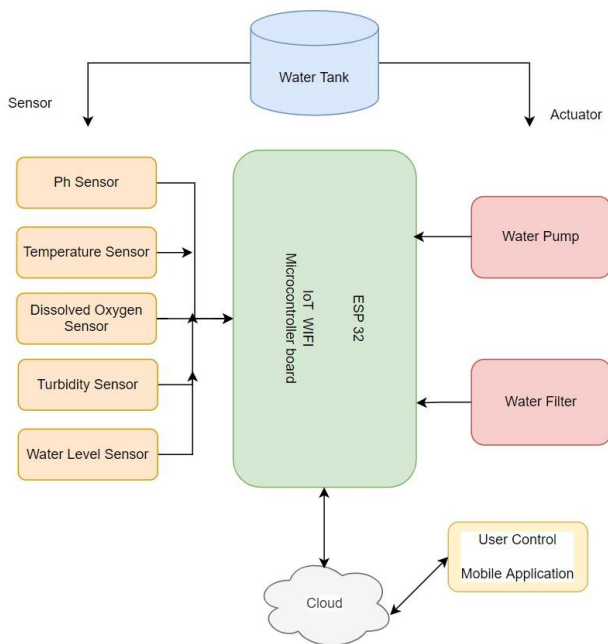 Water Tank
Sensor
Actuator
Ph Sensor
Temperature Sensor
Dissolved Oxygen
Sensor
Turbidity Sensor
Water Level Sensor
ESP 32
IoT WIFI
Microcontroller board
Water Pump
Water Filter
Cloud
User Control
Mobile Application